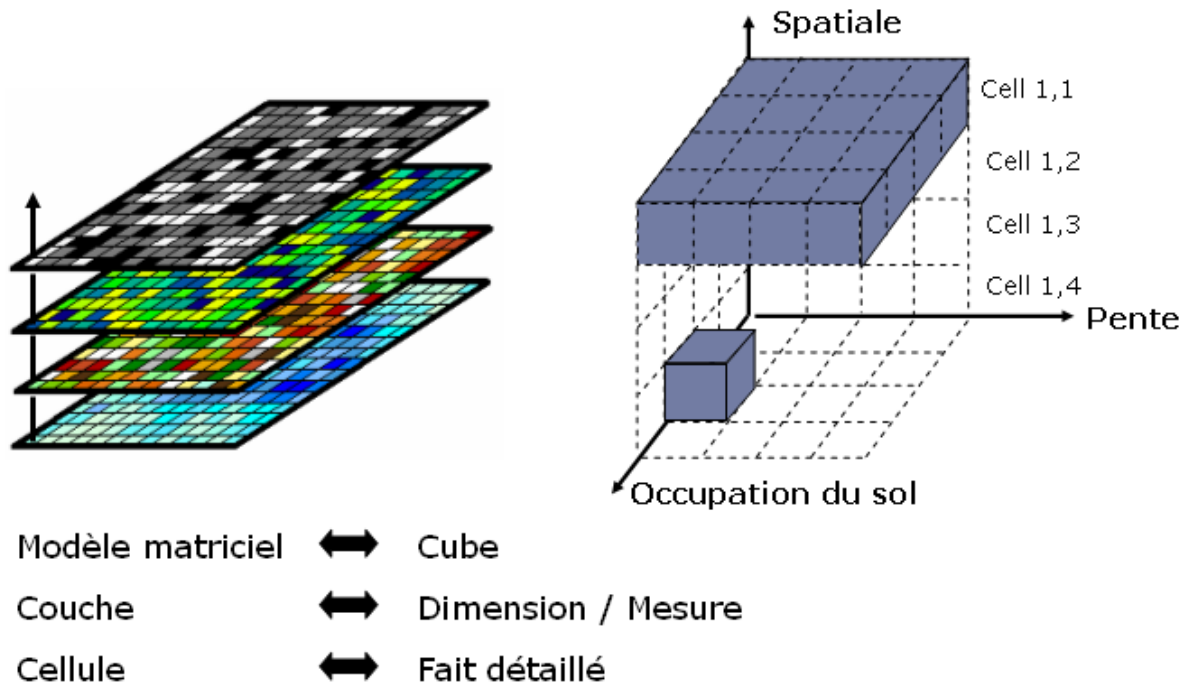 Spatiale
Cell 1,1
Cell 1,2
Cell 1,3
Cell 1,4
Pente
Occupation du sol
Modèle matriciel Cube
Couche Dimension / Mesure
Cellule Fait détaillé